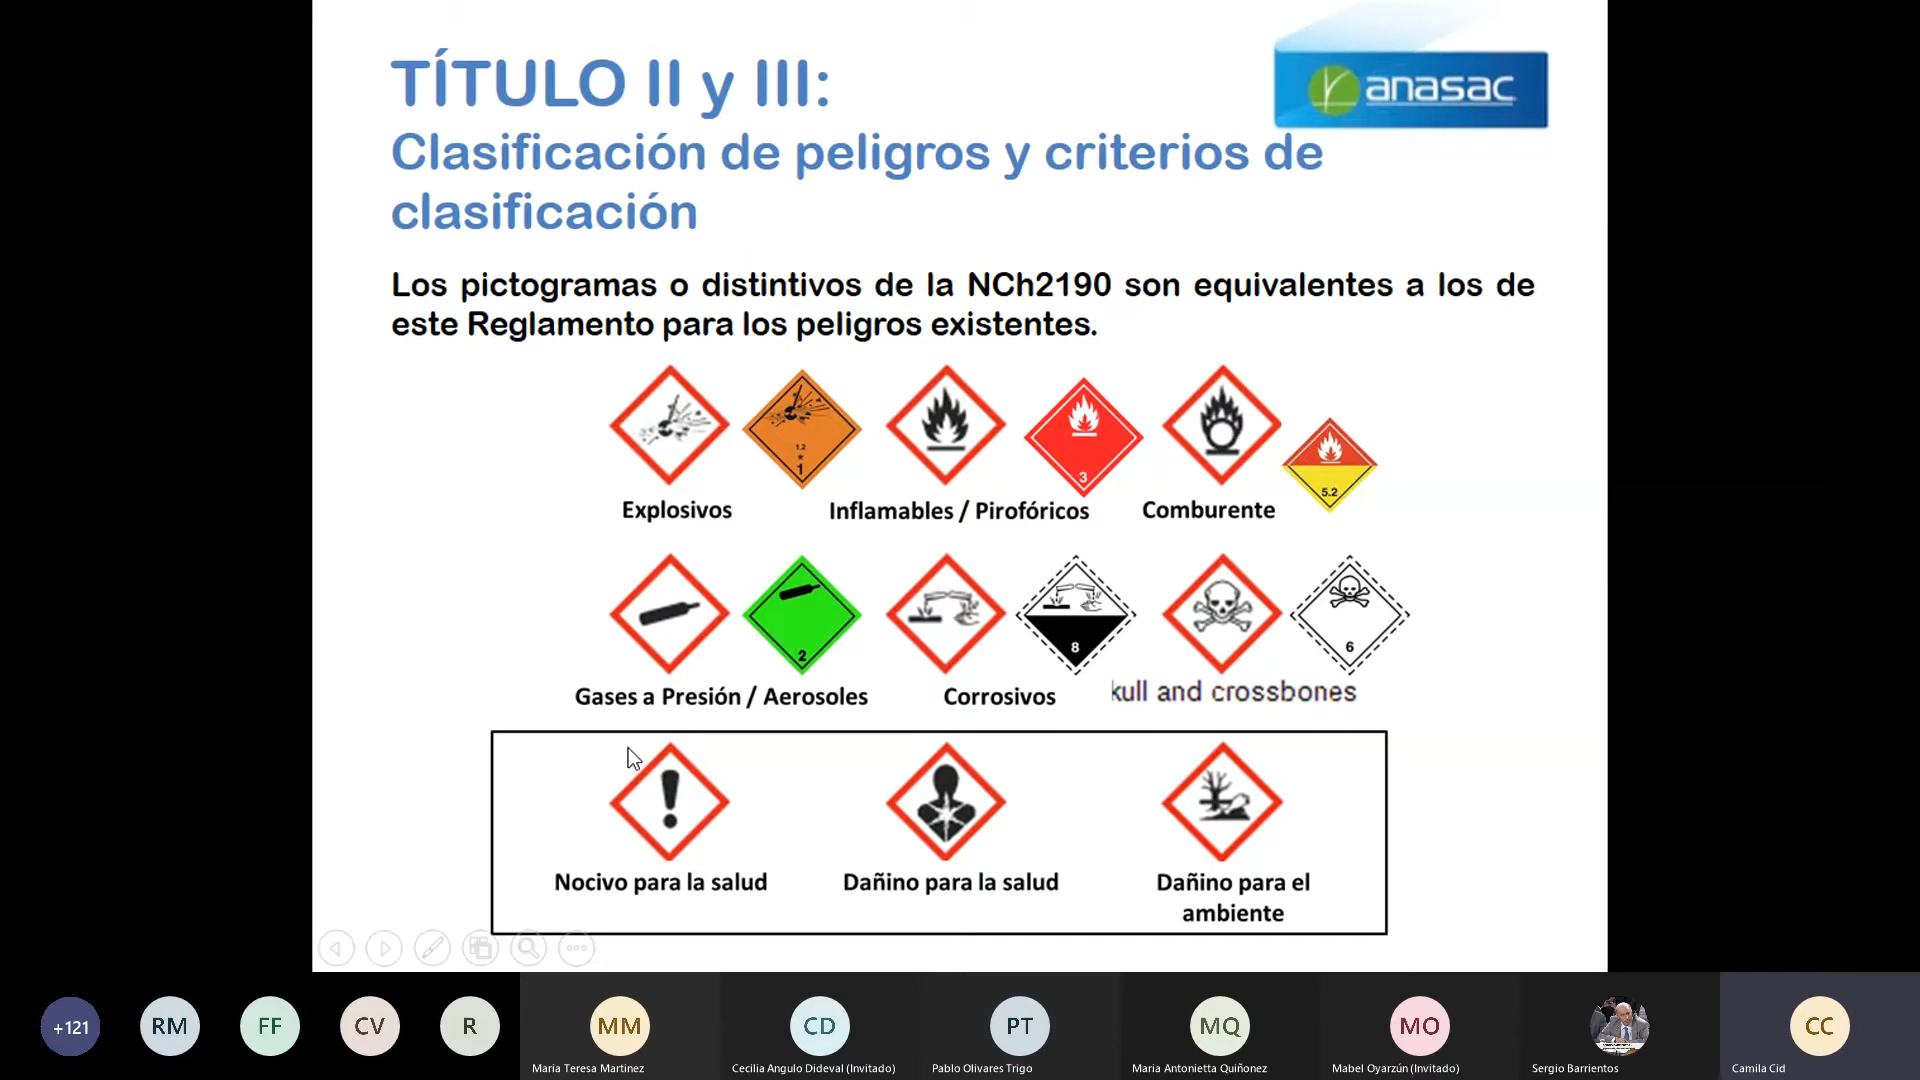 TÍTULO II y III:
anasac
Clasificación de peligros y criterios de
clasificación
Los pictogramas o distintivos de la NCh2190 son equivalentes a los de
este Reglamento para los peligros existentes.
1.2
*
1
3
5.2
Explosivos
Inflamables / Pirofóricos
Comburente
2
8
6
Gases a Presión / Aerosoles
Corrosivos
kull and crossbones
Nocivo para la salud
Dañino para la salud
Dañino para el
ambiente
+121
RM
FF
CV
R
MM
CD
PT
MQ
MO
CC
Maria Teresa Martinez
Cecilia Angulo Dideval (Invitado)
Pablo Olivares Trigo
Maria Antonietta Quiñonez
Mabel Oyarzún (Invitado)
Sergio Barrientos
Camila Cid